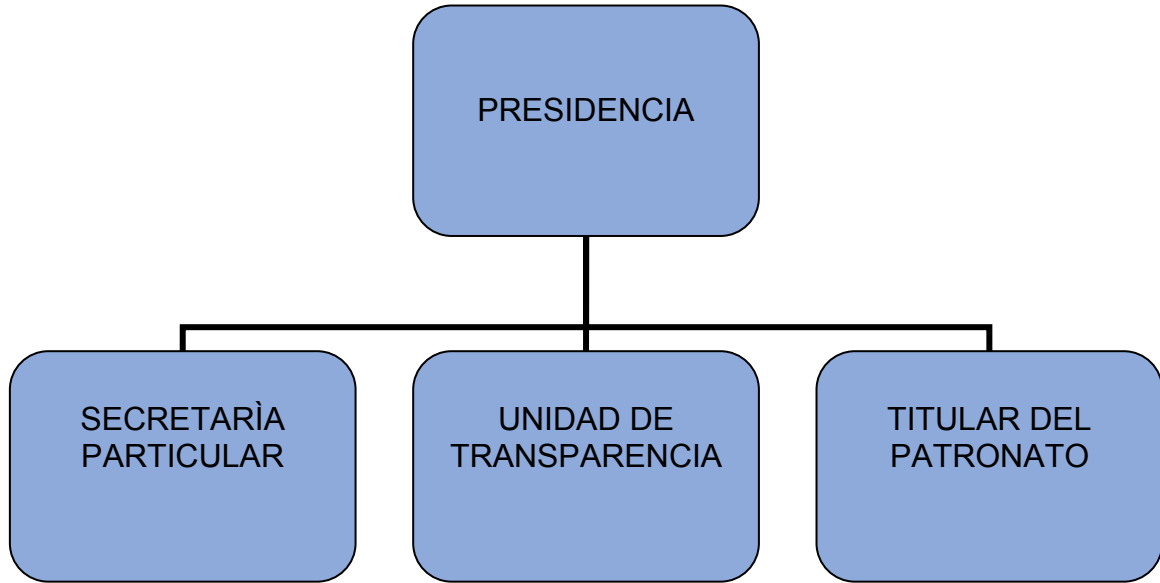 PRESIDENCIA
SECRETARÌA
PARTICULAR
UNIDAD DE
TRANSPARENCIA
TITULAR DEL
PATRONATO